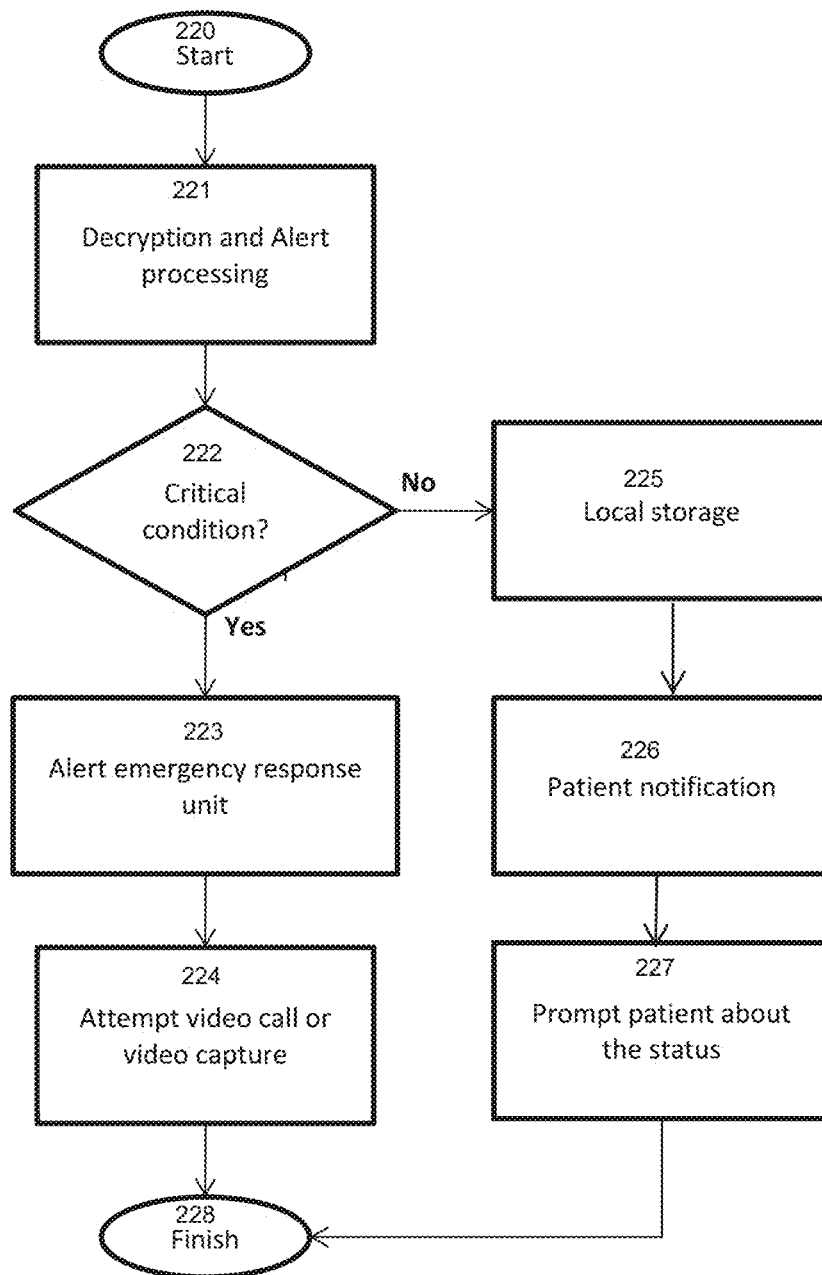 220
Start
221
Decryption and Alert
processing
222
Critical
condition?
No
Yes
225
Local storage
223
Alert emergency response
unit
226
Patient notification
224
Attempt video call or
video capture
227
Prompt patient about
the status
228
Finish